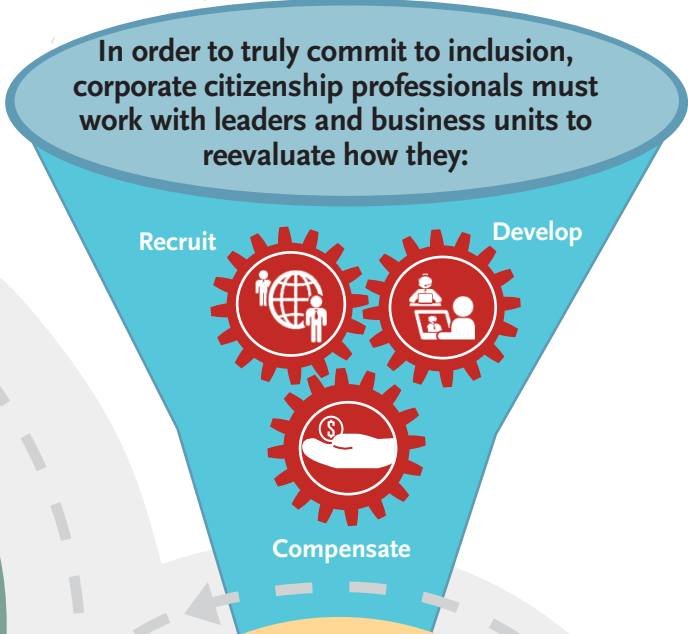 In order to truly commit to inclusion,
corporate citizenship professionals must
work with leaders and business units to
reevaluate how they:
Recruit
Develop
$
Compensate